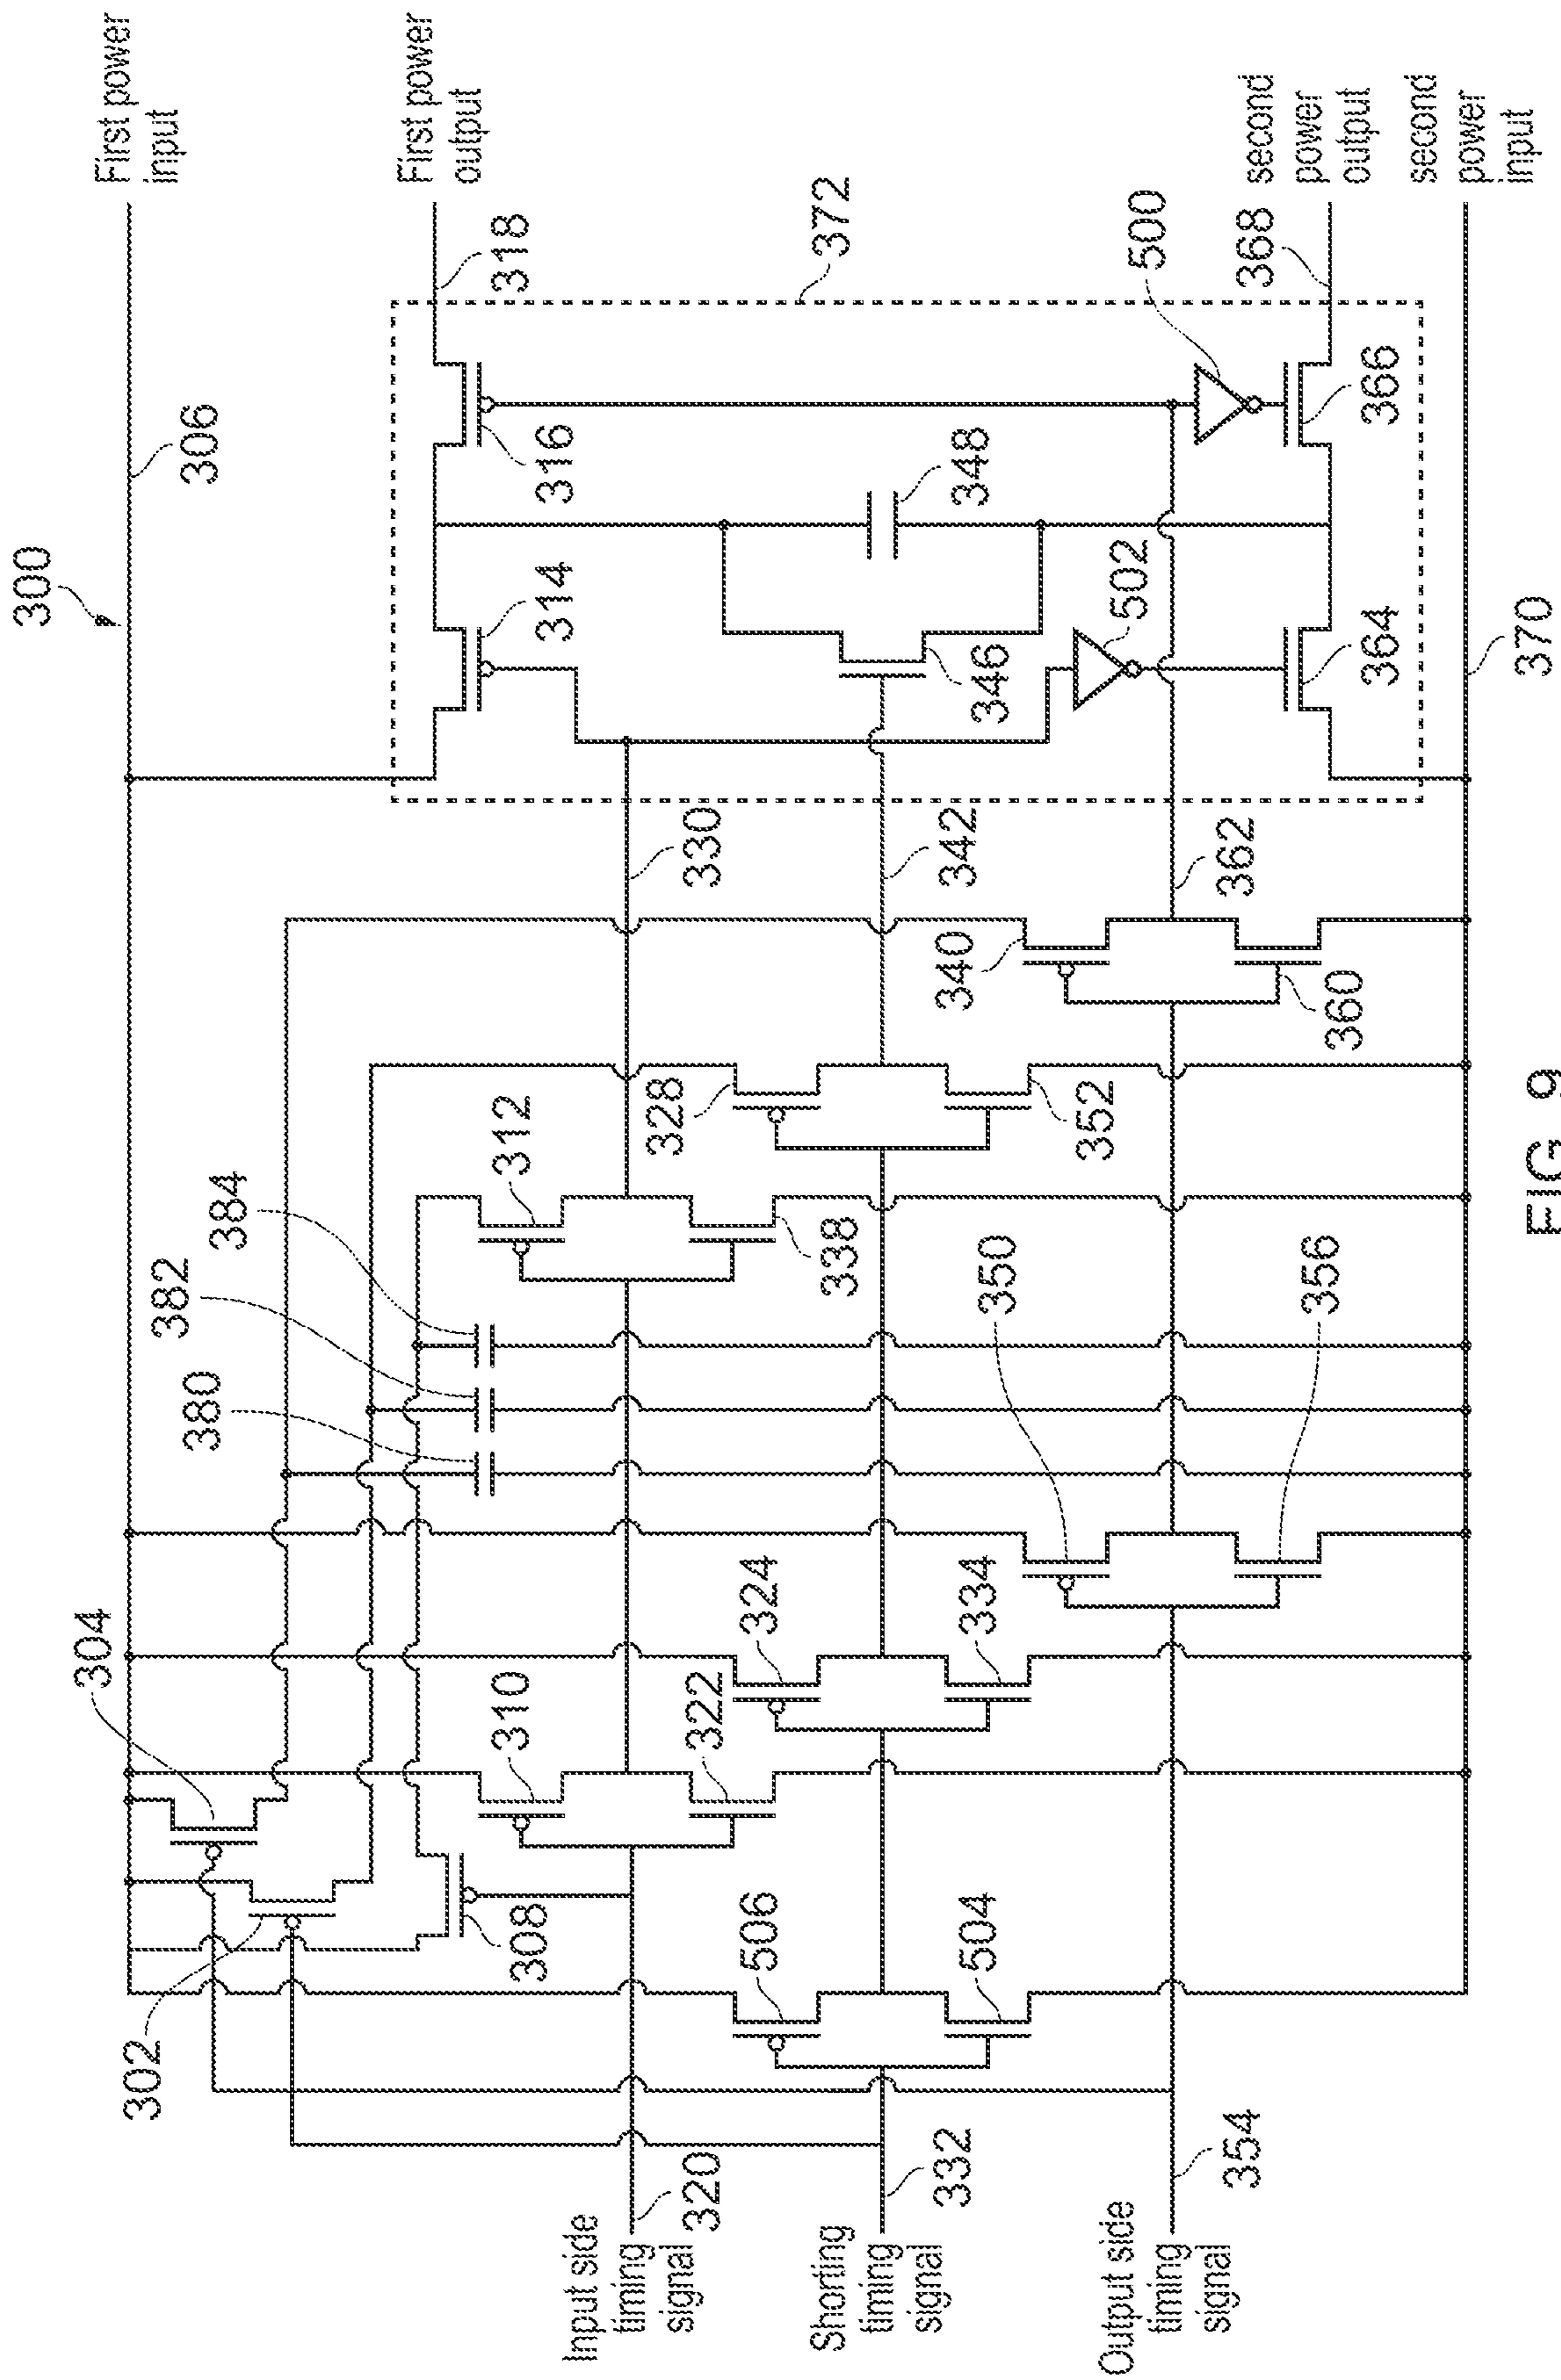 300
First power
input
306
First power
output
318
372
316
314
348
346
502
500
second
power
output
368
366
364
second
power
input
370
330
342
362
340
360
328
352
312
338
384
382
380
350
356
324
334
304
310
322
302
308
506
504
Input side
timing
signal
320
Shorting
timing
signal
332
Output side
timing
signal
354
FIG. 9